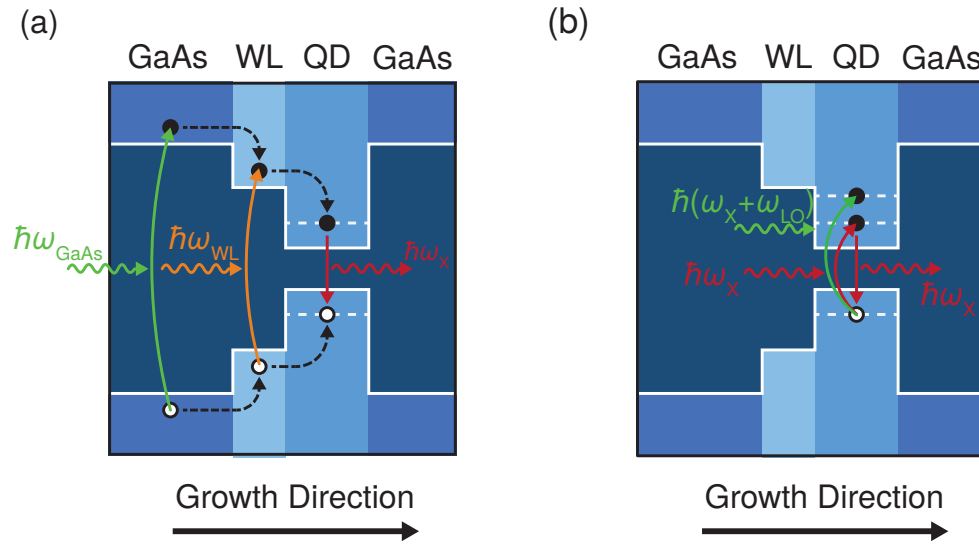 (a)
GaAs WL QD GaAs
ħω_GaAs
ħω_WL
ħω_x
Growth Direction
(b)
GaAs WL QD GaAs
ħ(ω_X+ω_LO)
ħω_X
ħω_X
Growth Direction